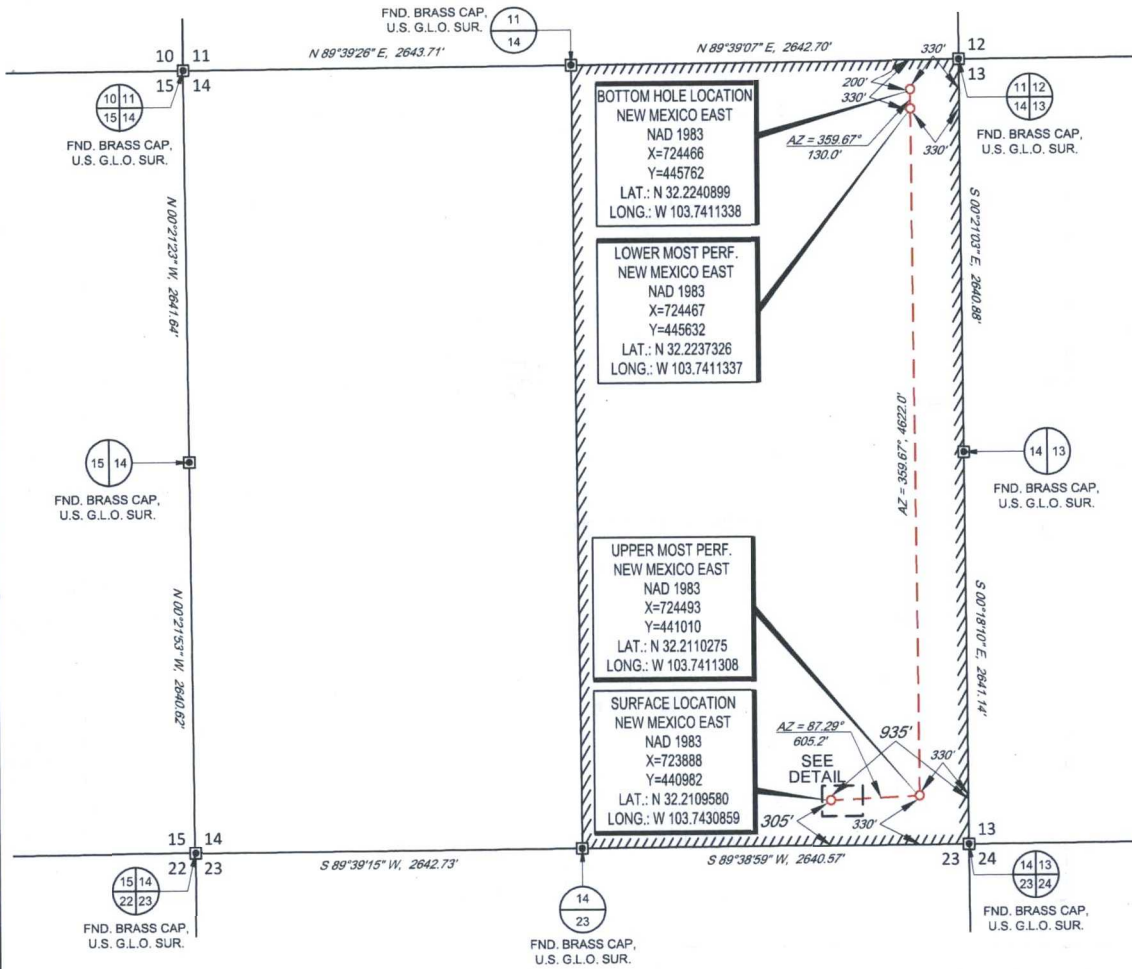 FND. BRASS CAP,
U.S. G.L.O. SUR.
11
14
N 89°39'26" E, 2643.71'
N 89°39'07" E, 2642.70'
330'
10 11
15 14
12
13
10 11
15 14
FND. BRASS CAP,
U.S. G.L.O. SUR.
11 12
14 13
FND. BRASS CAP,
U.S. G.L.O. SUR.
200'
330'
AZ = 359.67°
130.0'
330'
BOTTOM HOLE LOCATION
NEW MEXICO EAST
NAD 1983
X=724466
Y=445762
LAT.: N 32.2240899
LONG.: W 103.7411338
LOWER MOST PERF.
NEW MEXICO EAST
NAD 1983
X=724467
Y=445632
LAT.: N 32.2237326
LONG.: W 103.7411337
N 00°21'23" W, 2641.64'
S 00°21'03" E, 2640.88'
AZ = 359.67°, 4622.0'
15 14
FND. BRASS CAP,
U.S. G.L.O. SUR.
14 13
FND. BRASS CAP,
U.S. G.L.O. SUR.
N 00°21'53" W, 2640.62'
S 00°18'10" E, 2641.14'
UPPER MOST PERF.
NEW MEXICO EAST
NAD 1983
X=724493
Y=441010
LAT.: N 32.2110275
LONG.: W 103.7411308
SURFACE LOCATION
NEW MEXICO EAST
NAD 1983
X=723888
Y=440982
LAT.: N 32.2109580
LONG.: W 103.7430859
AZ = 87.29°
605.2'
935'
SEE
DETAIL
330'
305'
330'
15 14
22 23
13
23 24
S 89°39'15" W, 2642.73'
S 89°38'59" W, 2640.57'
15 14
22 23
FND. BRASS CAP,
U.S. G.L.O. SUR.
14
23
FND. BRASS CAP,
U.S. G.L.O. SUR.
14 13
23 24
FND. BRASS CAP,
U.S. G.L.O. SUR.